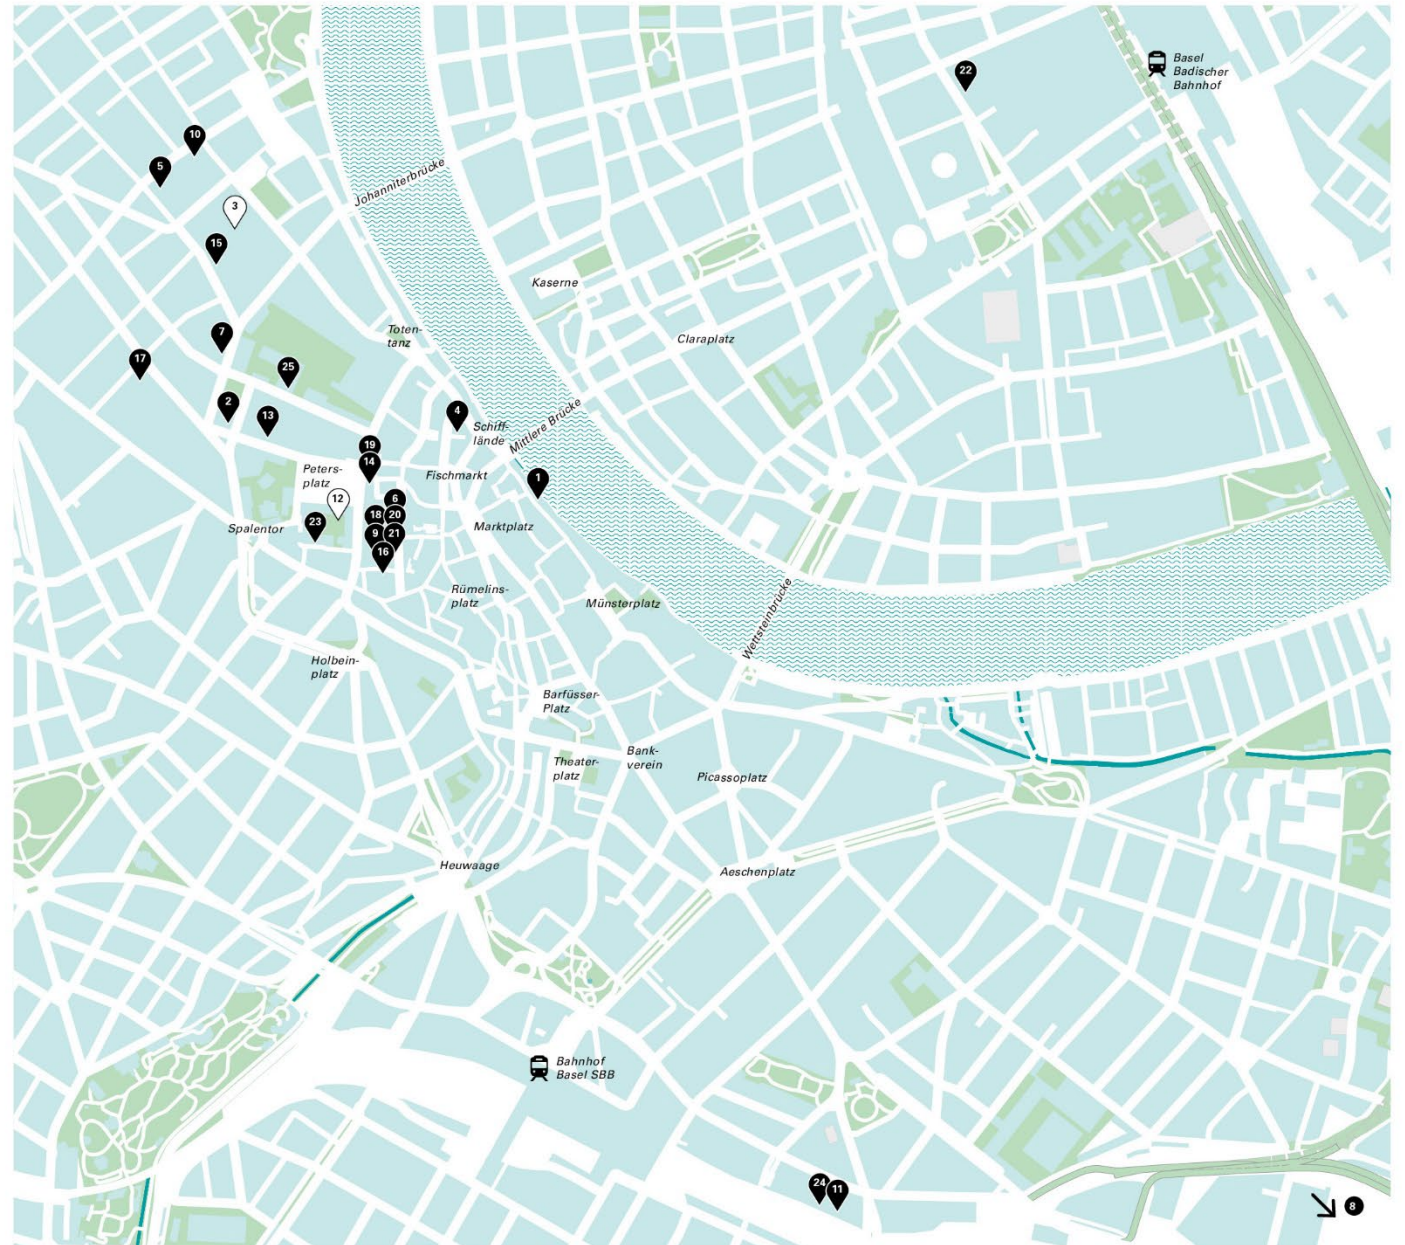 Basel
Badischer
Bahnhof
22
10
5
3
15
Johanniterbrücke
Kaserne
Toten-
tanz
Claraplatz
7
17
25
2
13
4
Schiff-
lände
Mittlere Brücke
19
14
Peters-
platz
Fischmarkt
1
12
6
18
20
23
Spalentor
9
21
16
Marktplatz
Rümelins-
platz
Münsterplatz
Wettsteinbrücke
Holbein-
platz
Barfüsser-
Platz
Bank-
verein
Theater-
platz
Picassoplatz
Heuwaage
Aeschenplatz
Bahnhof
Basel SBB
24
11
8